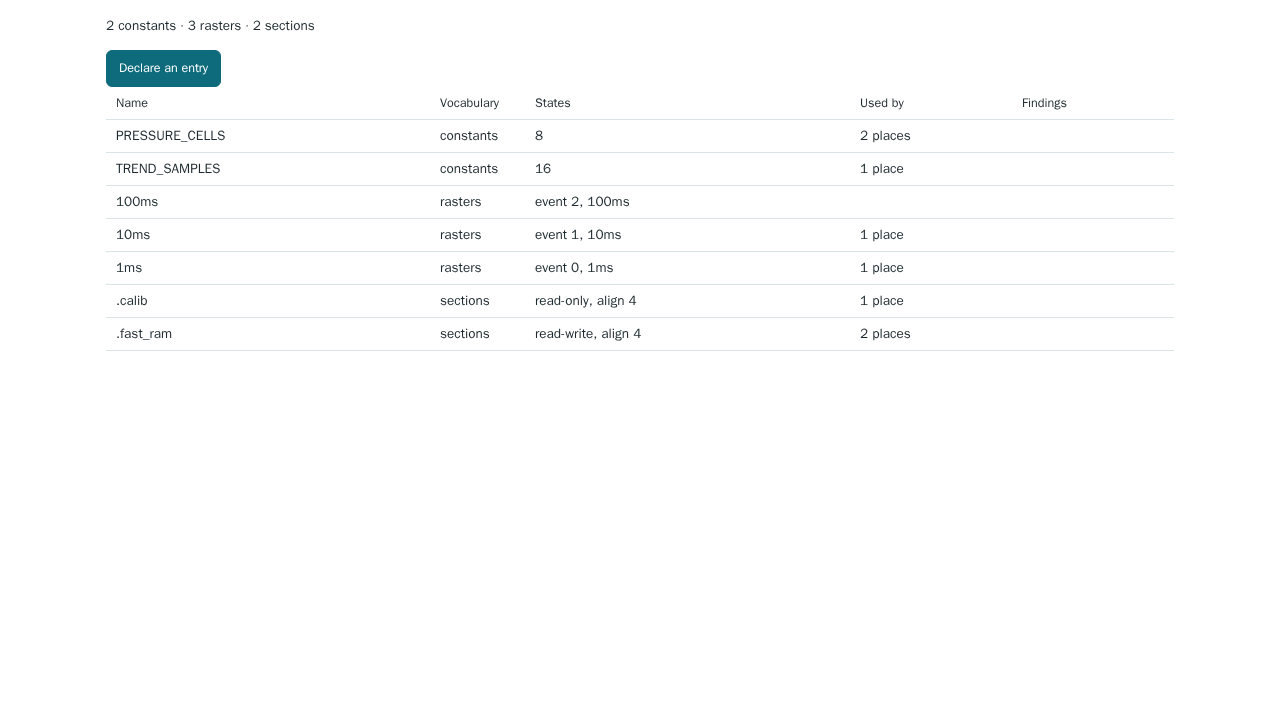 2 constants · 3 rasters · 2 sections
Declare an entry
Name Vocabulary States Used by Findings
PRESSURE_CELLS constants 8 2 places
TREND_SAMPLES constants 16 1 place
100ms rasters event 2, 100ms
10ms rasters event 1, 10ms 1 place
1ms rasters event 0, 1ms 1 place
.calib sections read-only, align 4 1 place
.fast_ram sections read-write, align 4 2 places